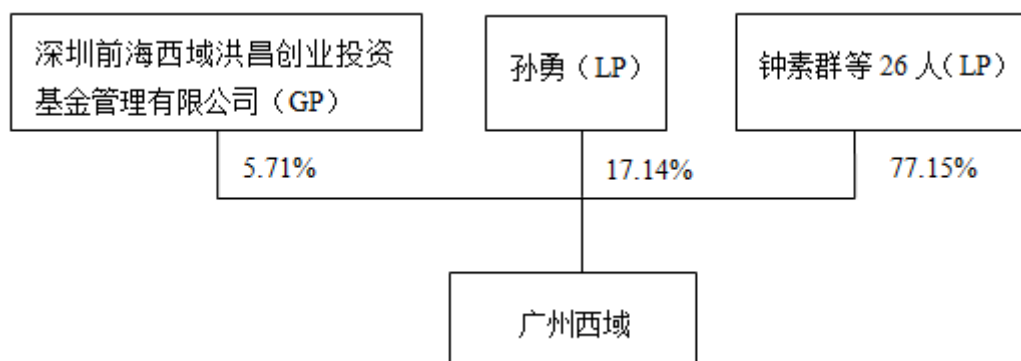 深圳前海西域洪昌创业投资
基金管理有限公司（GP）
孙勇（LP）
钟素群等 26 人（LP）
5.71%
17.14%
77.15%
广州西域